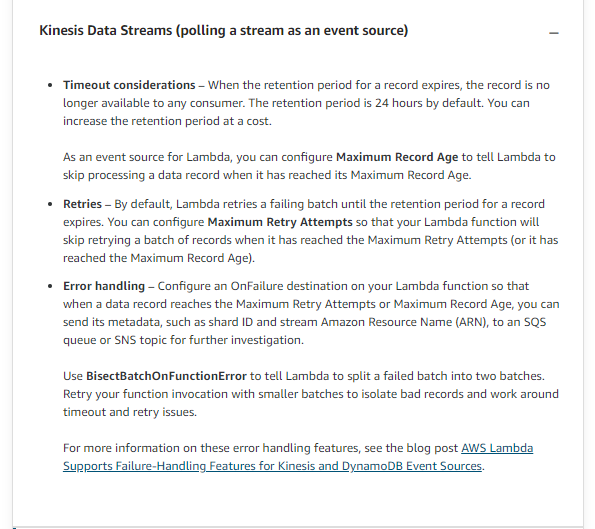 Kinesis Data Streams (polling a stream as an event source)
• Timeout considerations – When the retention period for a record expires, the record is no
longer available to any consumer. The retention period is 24 hours by default. You can
increase the retention period at a cost.
As an event source for Lambda, you can configure Maximum Record Age to tell Lambda to
skip processing a data record when it has reached its Maximum Record Age.
• Retries – By default, Lambda retries a failing batch until the retention period for a record
expires. You can configure Maximum Retry Attempts so that your Lambda function will
skip retrying a batch of records when it has reached the Maximum Retry Attempts (or it has
reached the Maximum Record Age).
• Error handling – Configure an OnFailure destination on your Lambda function so that
when a data record reaches the Maximum Retry Attempts or Maximum Record Age, you can
send its metadata, such as shard ID and stream Amazon Resource Name (ARN), to an SQS
queue or SNS topic for further investigation.
Use BisectBatchOnFunctionError to tell Lambda to split a failed batch into two batches.
Retry your function invocation with smaller batches to isolate bad records and work around
timeout and retry issues.
For more information on these error handling features, see the blog post AWS Lambda
Supports Failure-Handling Features for Kinesis and DynamoDB Event Sources.